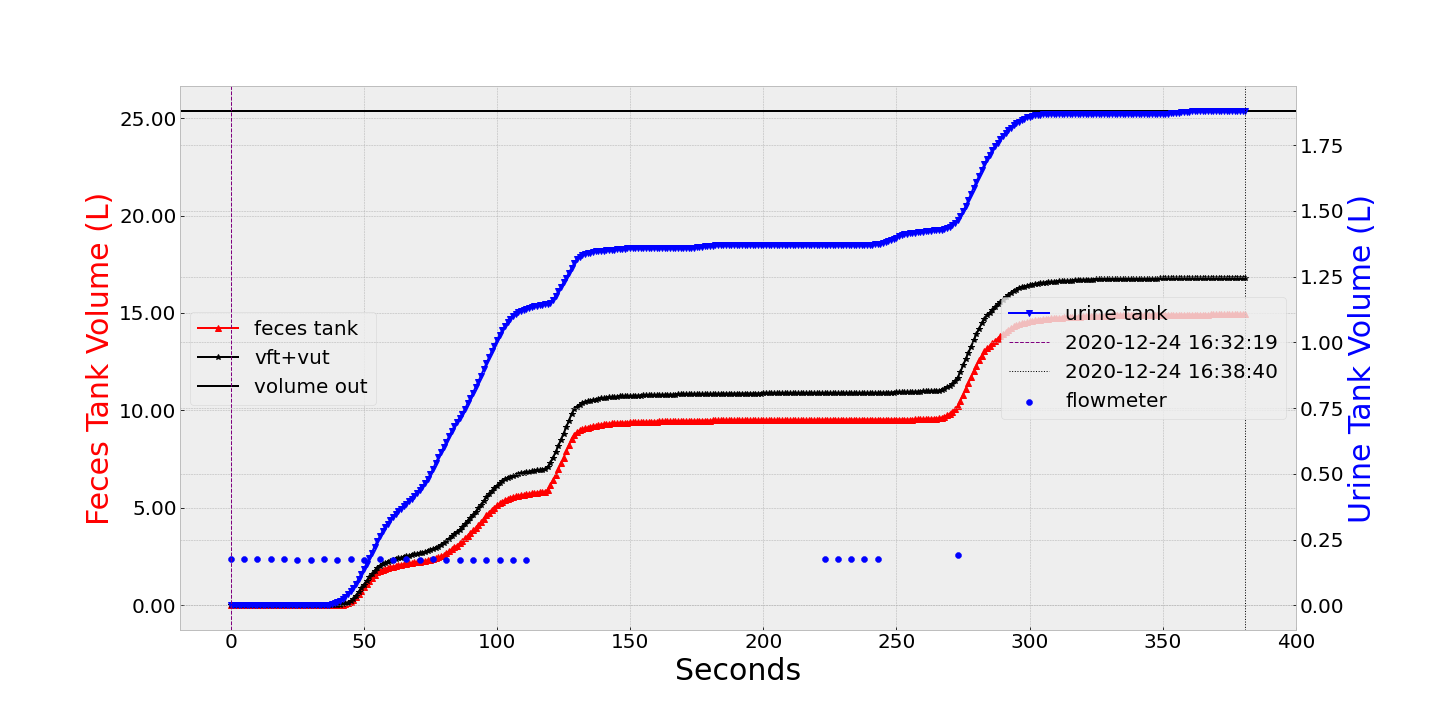 Feces Tank Volume (L)
25.00
20.00
15.00
10.00
5.00
0.00
feces tank
vft+vut
volume out
urine tank
2020-12-24 16:32:19
2020-12-24 16:38:40
flowmeter
1.75
1.50
1.25
1.00
0.75
0.50
0.25
0.00
Urine Tank Volume (L)
0 50 100 150 200 250 300 350 400
Seconds